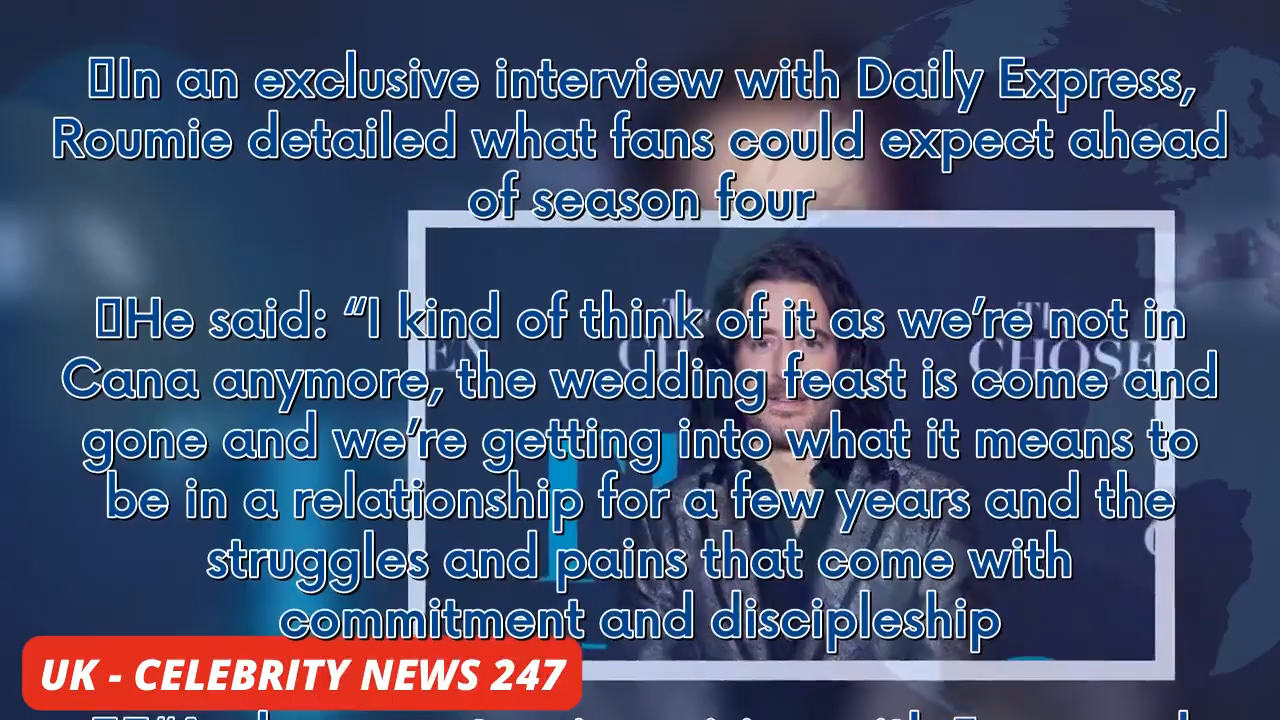 ▯In an exclusive interview with Daily Express,
Roumie detailed what fans could expect ahead
of season four
▯He said: “I kind of think of it as we’re not in
Cana anymore, the wedding feast is come and
gone and we’re getting into what it means to
be in a relationship for a few years and the
struggles and pains that come with
commitment and discipleship
UK - CELEBRITY NEWS 247
The
CHOSE